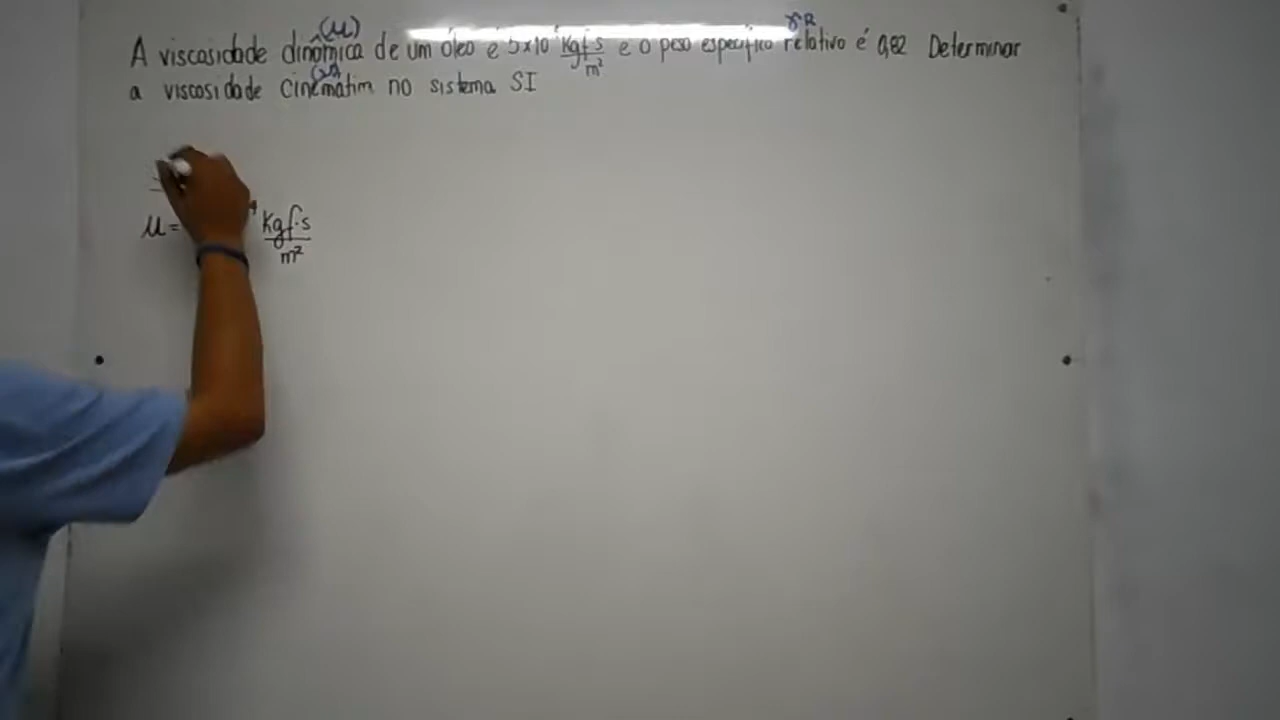 (μ) γR
A viscosidade dinâmica de um óleo é 5x10 Kgf s/m² e o peso específico relativo é 0,82 Determinar
a viscosidade no sistema SI
μ= Kgf·s/m²